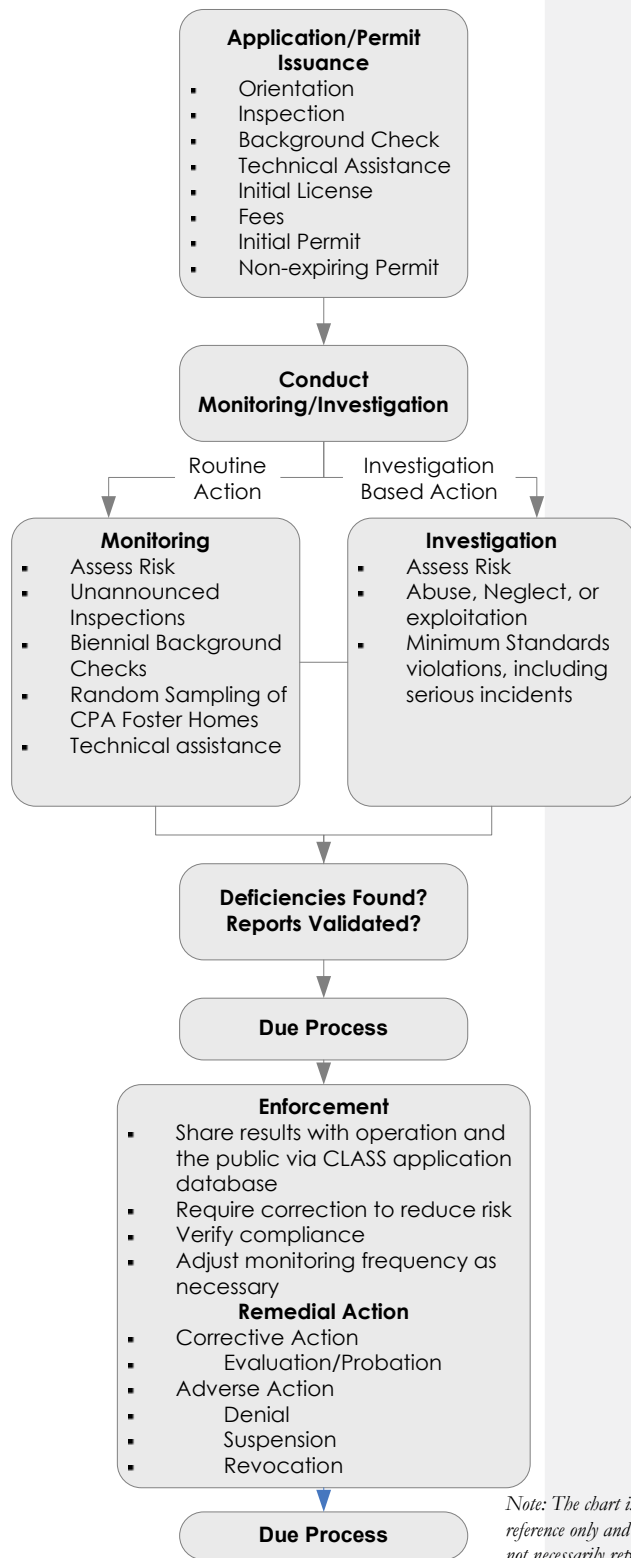 Application/Permit
Issuance
▪ Orientation
▪ Inspection
▪ Background Check
▪ Technical Assistance
▪ Initial License
▪ Fees
▪ Initial Permit
▪ Non-expiring Permit
Conduct
Monitoring/Investigation
Routine
Action
Investigation
Based Action
Monitoring
▪ Assess Risk
▪ Unannounced
Inspections
▪ Biennial Background
Checks
▪ Random Sampling of
CPA Foster Homes
▪ Technical assistance
Investigation
▪ Assess Risk
▪ Abuse, Neglect, or
exploitation
▪ Minimum Standards
violations, including
serious incidents
Deficiencies Found?
Reports Validated?
Due Process
Enforcement
▪ Share results with operation and
the public via CLASS application
database
▪ Require correction to reduce risk
▪ Verify compliance
▪ Adjust monitoring frequency as
necessary
Remedial Action
▪ Corrective Action
▪ Evaluation/Probation
▪ Adverse Action
▪ Denial
▪ Suspension
▪ Revocation
Due Process
Note: The chart
reference only and
not necessarily